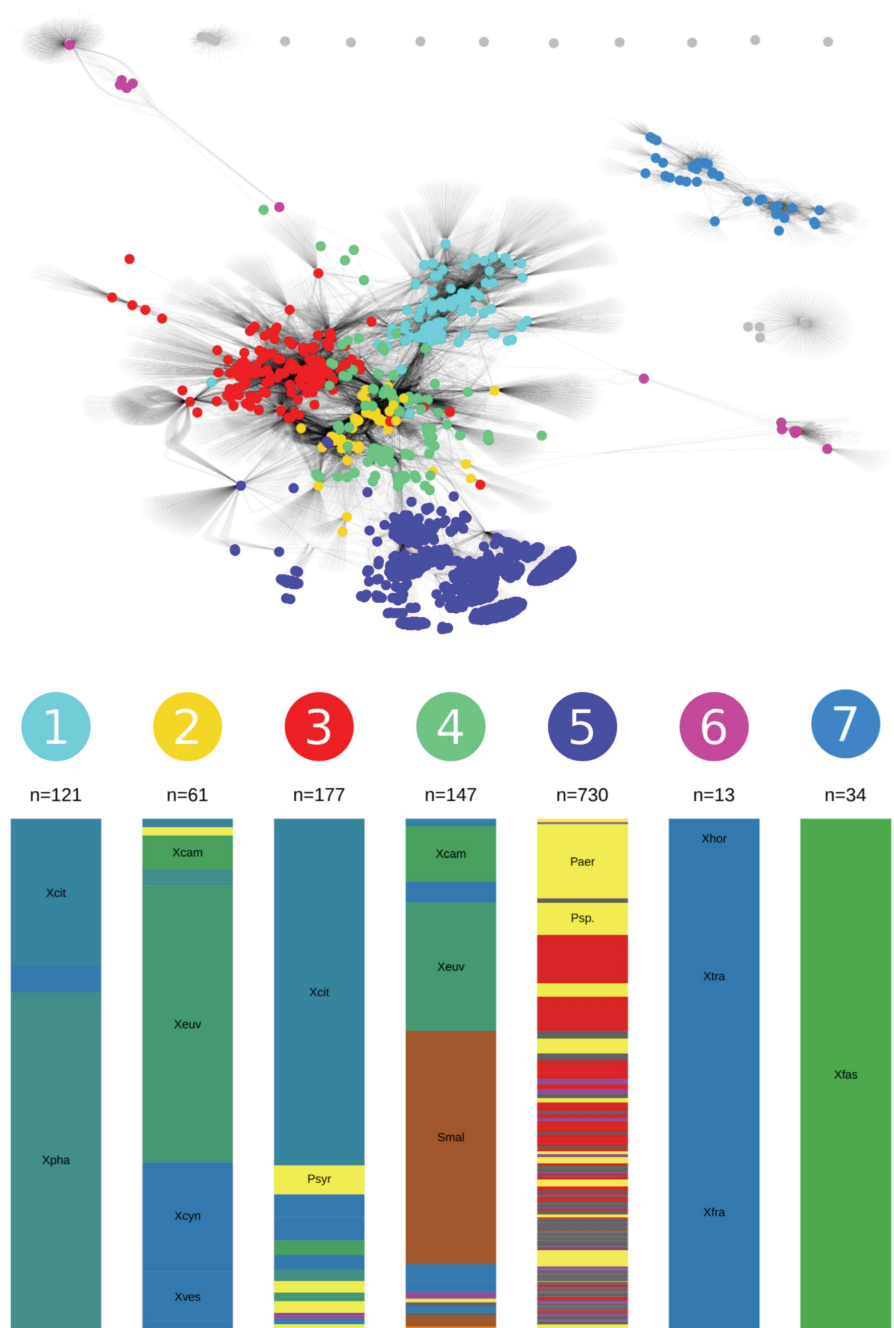 1 2 3 4 5 6 7
n=121 n=61 n=177 n=147 n=730 n=13 n=34
Xcit
Xpha
Xcam
Xeuv
Xcyn
Xves
Xcit
Psyr
Xcam
Xeuv
Smal
Paer
Psp.
Xhor
Xtra
Xfra
Xfas